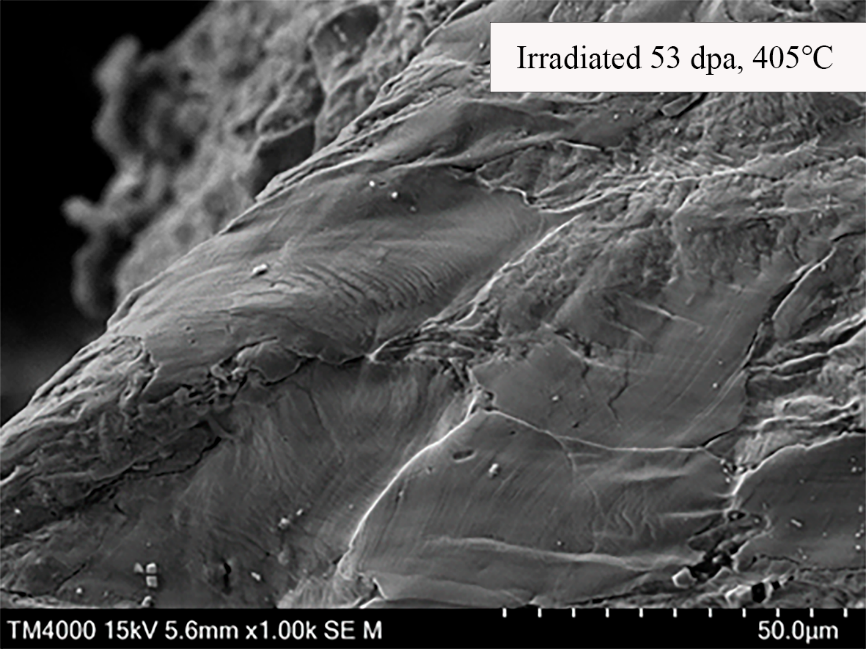 Irradiated 53 dpa, 405℃
TM4000 15kV 5.6mm x1.00k SE M
50.0µm